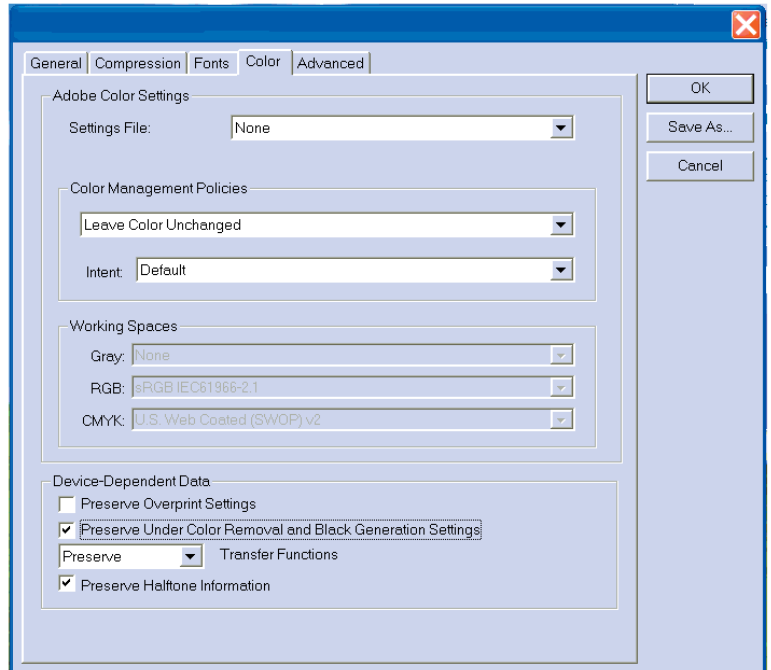 General Compression Fonts Color Advanced
Adobe Color Settings
OK
Settings File: None
Save As...
Cancel
Color Management Policies
Leave Color Unchanged
Intent: Default
Working Spaces
Gray: None
RGB: sRGB IEC61966-2.1
CMYK: U.S. Web Coated (SWOP) v2
Device-Dependent Data
Preserve Overprint Settings
Preserve Under Color Removal and Black Generation Settings
Preserve Transfer Functions
Preserve Halftone Information